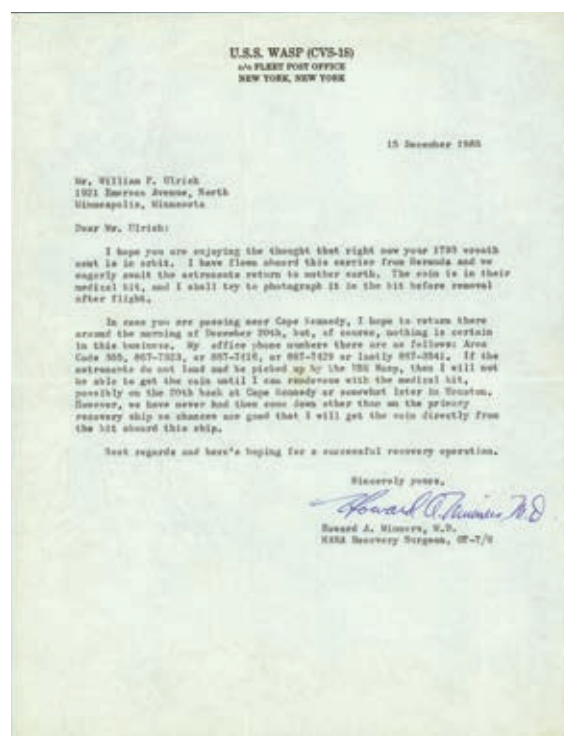 U.S.S. WASP (CVS-18)
c/o FLEET POST OFFICE
NEW YORK, NEW YORK
15 December 1965
Mr. William P. Ulrich
1921 Emerson Avenue, North
Minneapolis, Minnesota
Dear Mr. Ulrich:
I hope you are enjoying the thought that right now your 1793 wreath
cent is in orbit. I have flown aboard this carrier from Bermuda and we
eagerly await the astronauts return to mother earth. The coin is in their
medical kit, and I shall try to photograph it in the kit before removal
after flight.
In case you are passing near Cape Kennedy, I hope to return there
around the morning of December 20th, but, of course, nothing is certain
in this business. My office phone numbers there are as follows: Area
Code or or or lastly If the
astronauts do not land and be picked up by the USS Wasp, then I will not
be able to get the coin until I can rendezvous with the medical kit,
possibly on the 20th back at Cape Kennedy or somewhat later in Houston.
However, we have never had them come down other than on the primary
recovery ship so chances are good that I will get the coin directly from
the kit aboard this ship.
Best regards and here's hoping for a successful recovery operation.
Sincerely yours,
Howard A. Minners, M.D.
Howard A. Minners, M.D.
NASA Recovery Surgeon, GT-7/6